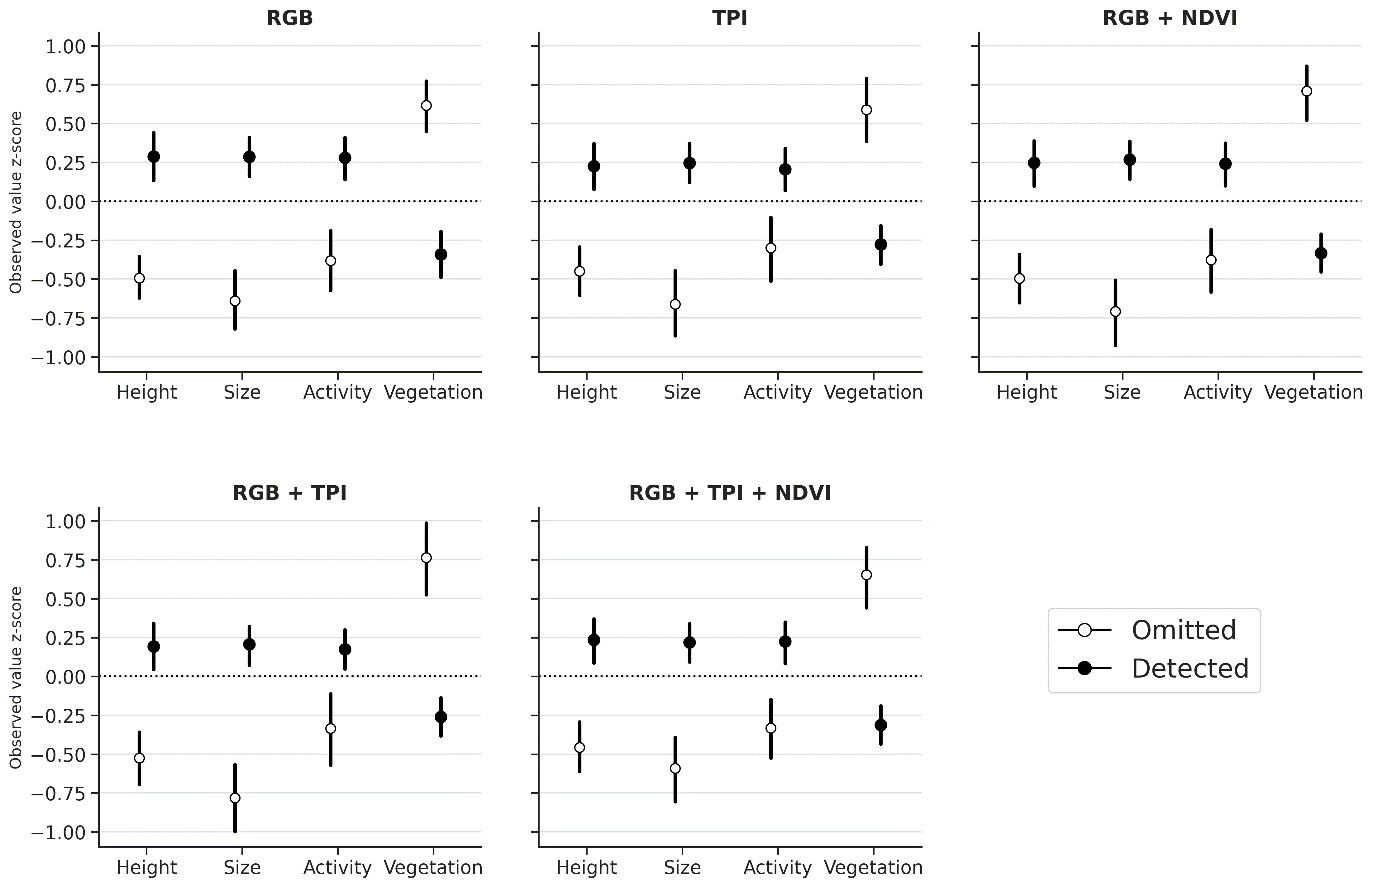 RGB
TPI
RGB + NDVI
Observed value z-score
1.00
0.75
0.50
0.25
0.00
−0.25
−0.50
−0.75
−1.00
Height Size Activity Vegetation
Height Size Activity Vegetation
Height Size Activity Vegetation
RGB + TPI
RGB + TPI + NDVI
Observed value z-score
1.00
0.75
0.50
0.25
0.00
−0.25
−0.50
−0.75
−1.00
Height Size Activity Vegetation
Height Size Activity Vegetation
Omitted
Detected